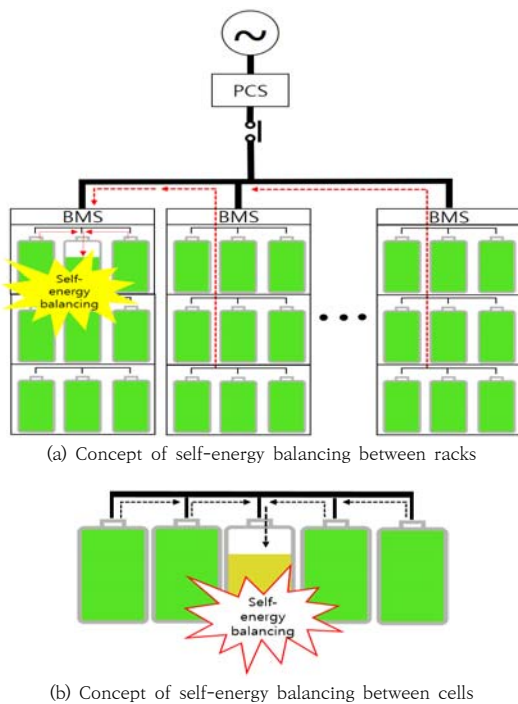 PCS
BMS
BMS
BMS
Self-
energy
balancing
(a) Concept of self-energy balancing between racks
Self-
energy
balancing
(b) Concept of self-energy balancing between cells